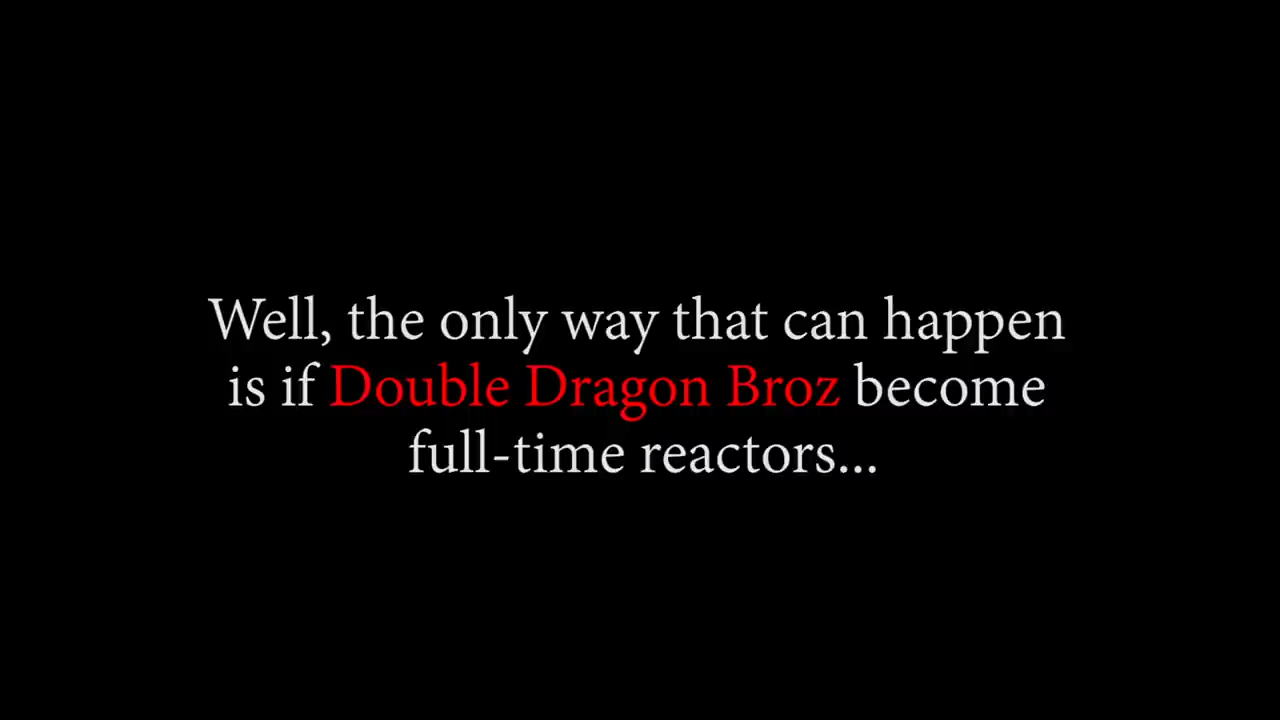 Well, the only way that can happen
is if Double Dragon Broz become
full-time reactors...